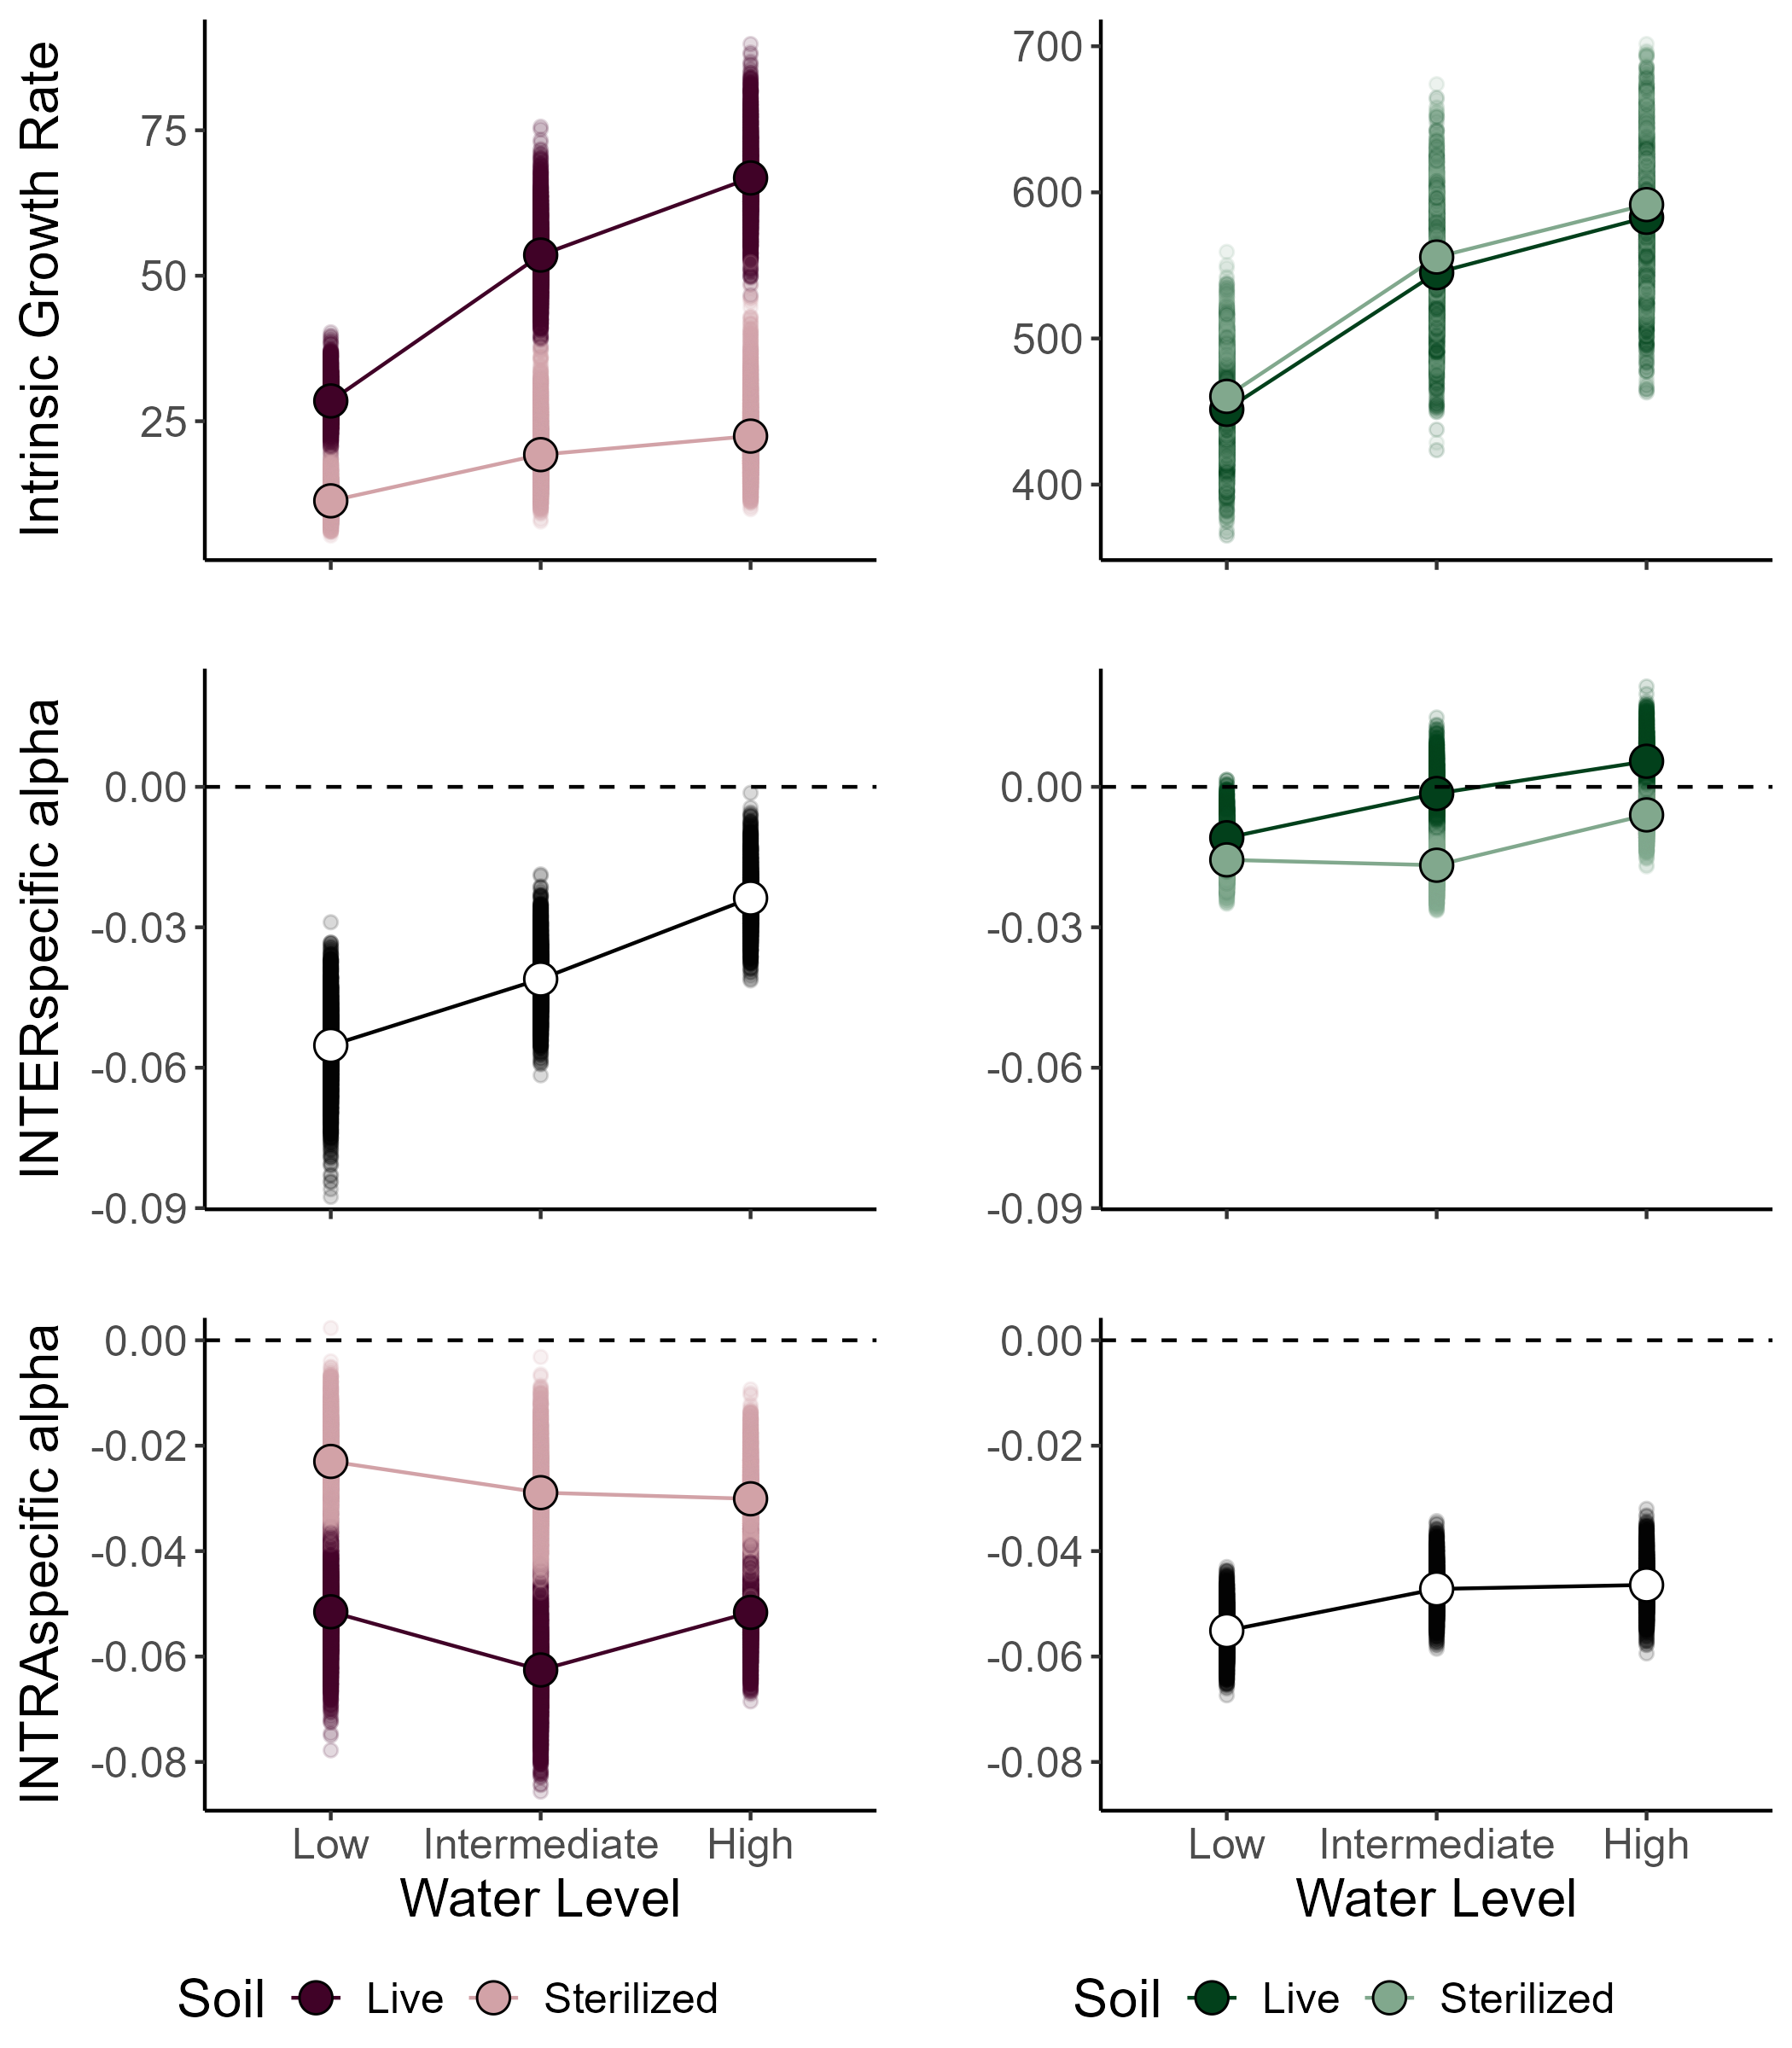 Intrinsic Growth Rate
75
50
25
700
600
500
400
INTERspecific alpha
0.00
-0.03
-0.06
-0.09
0.00
-0.03
-0.06
-0.09
INTRAspecific alpha
0.00
-0.02
-0.04
-0.06
-0.08
Low Intermediate High
Water Level
0.00
-0.02
-0.04
-0.06
-0.08
Low Intermediate High
Water Level
Soil Live Sterilized
Soil Live Sterilized